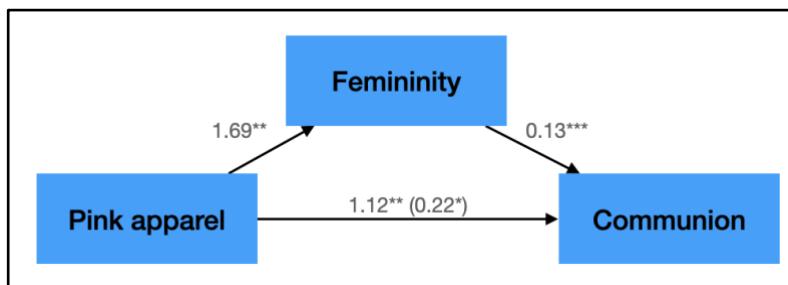 Femininity
1.69**
0.13***
Pink apparel
1.12** (0.22*)
Communion